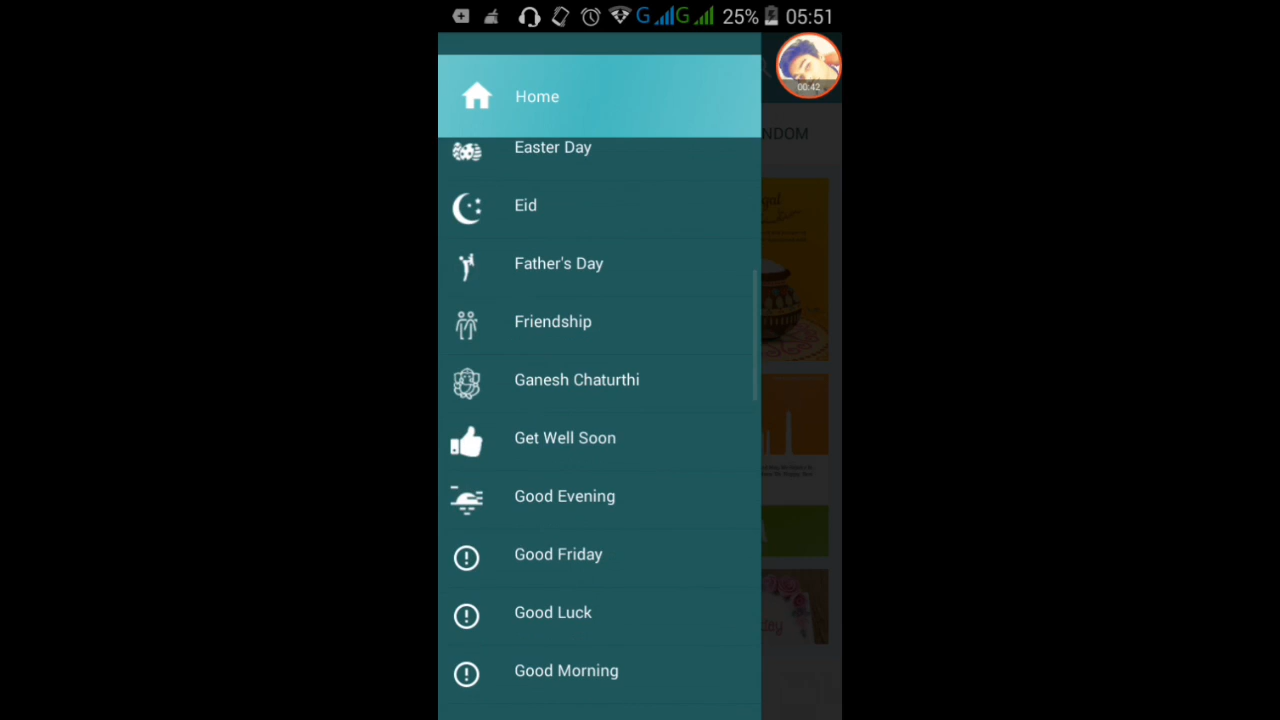 G G 25% 05:51
00:42
Home
NDOM
Easter Day
Eid
Father's Day
Friendship
Ganesh Chaturthi
Get Well Soon
Good Evening
Good Friday
Good Luck
Good Morning